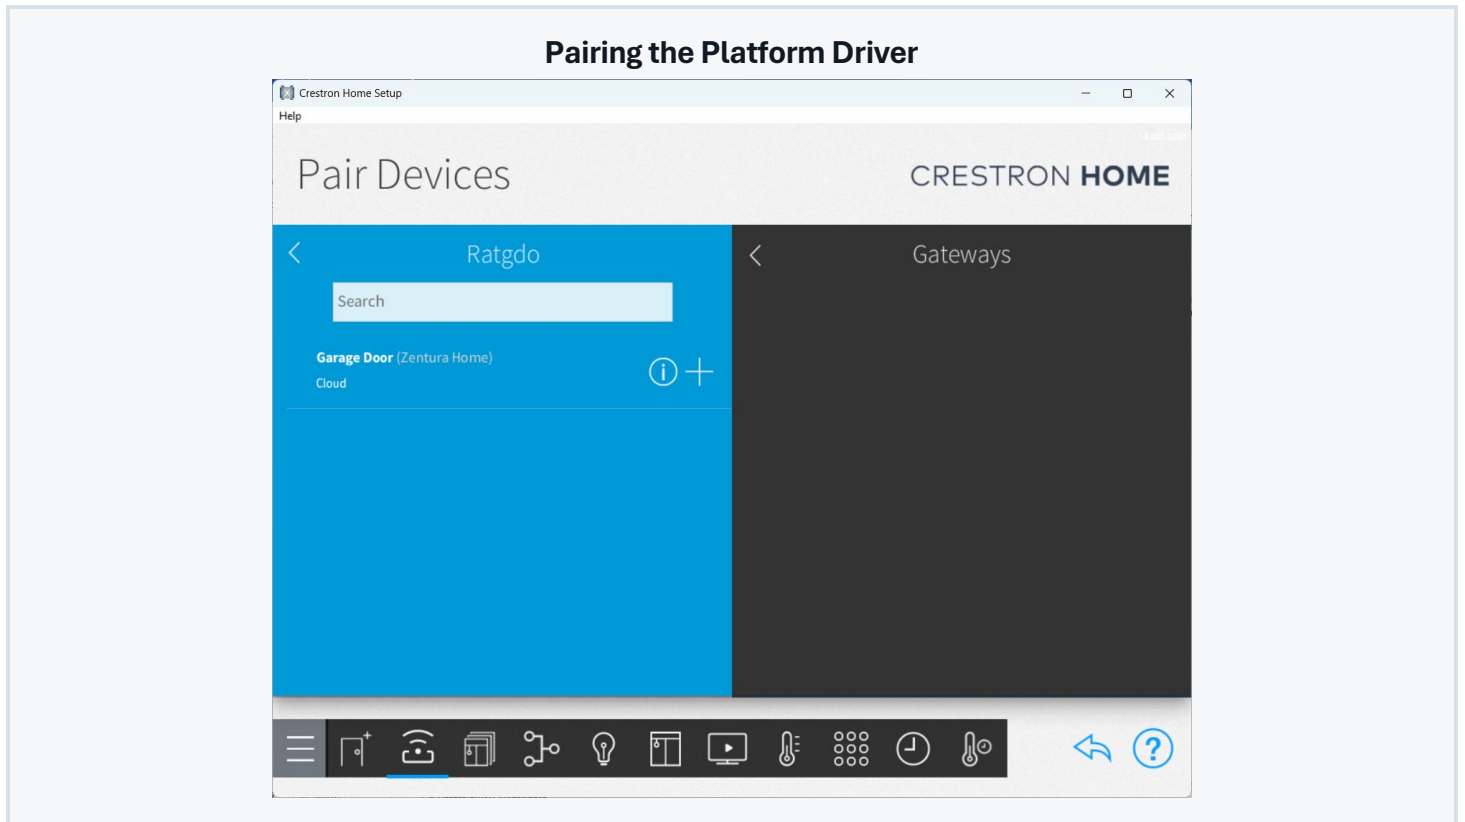 Pairing the Platform Driver
Crestron Home Setup
Help
Pair Devices
CRESTRON HOME
Ratgdo
Gateways
Search
Garage Door (Zentura Home)
Cloud